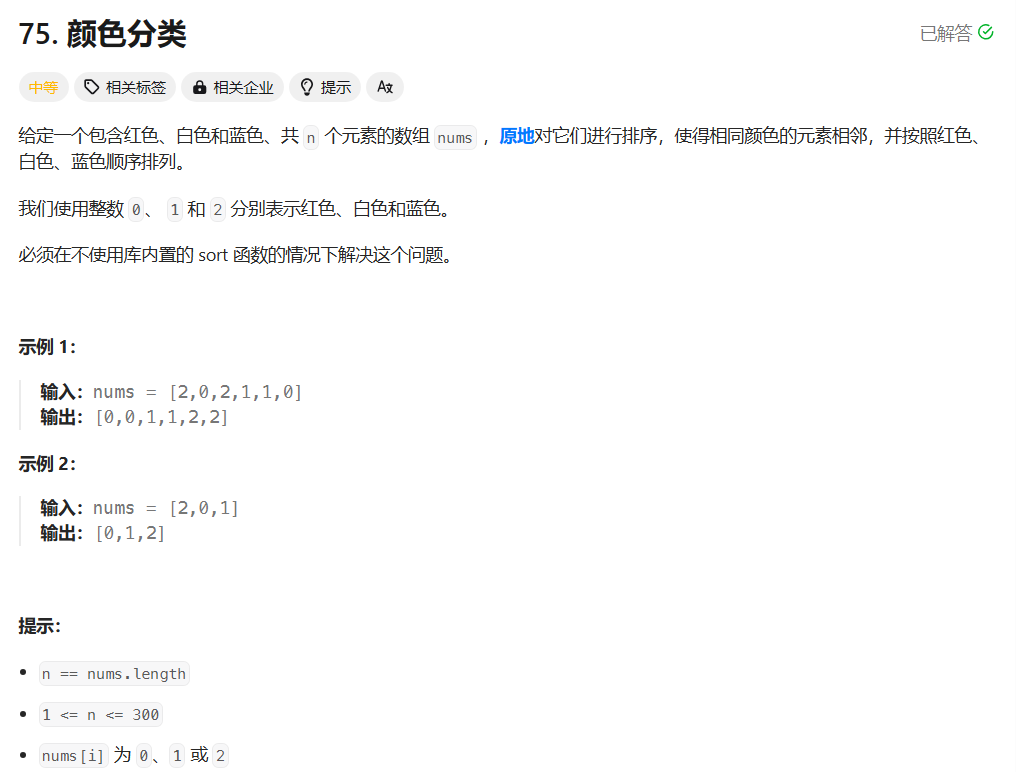 75. 颜色分类
已解答
中等 相关标签 相关企业 提示
给定一个包含红色、白色和蓝色、共 n 个元素的数组 nums ，原地对它们进行排序，使得相同颜色的元素相邻，并按照红色、
白色、蓝色顺序排列。
我们使用整数 0、 1 和 2 分别表示红色、白色和蓝色。
必须在不使用库内置的 sort 函数的情况下解决这个问题。
示例 1：
输入：nums = [2,0,2,1,1,0]
输出：[0,0,1,1,2,2]
示例 2：
输入：nums = [2,0,1]
输出：[0,1,2]
提示：
n == nums.length
1 <= n <= 300
nums[i] 为 0、1 或 2